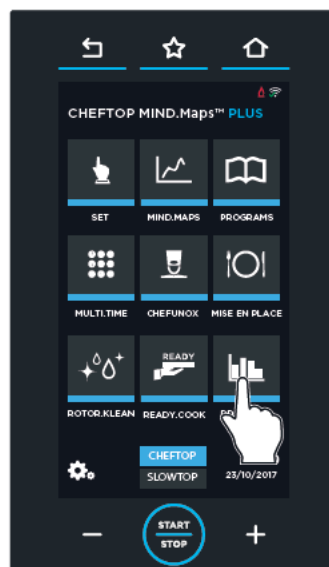 CHEFTOP MIND.Maps™ PLUS
SET MIND.MAPS PROGRAMS
MULTI.TIME CHEFUNOX MISE EN PLACE
READY
ROTOR.KLEAN READY.COOK
CHEFTOP
SLOWTOP 23/10/2017
START
STOP